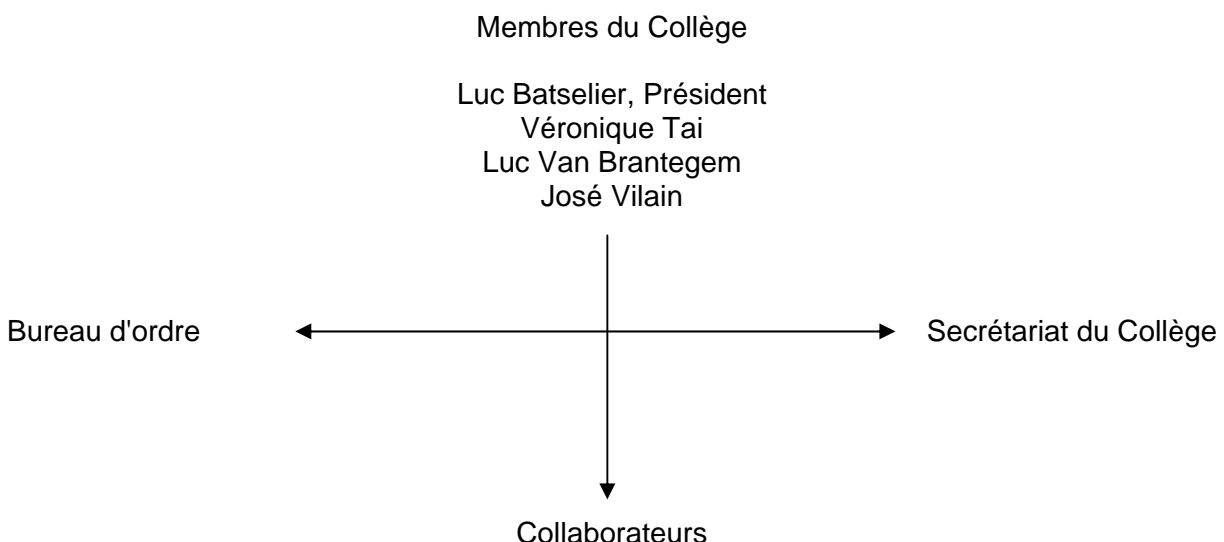 Membres du Collège
Luc Batselier, Président
Véronique Tai
Luc Van Brantegem
José Vilain
Bureau d'ordre
Secrétariat du Collège
Collaborateurs